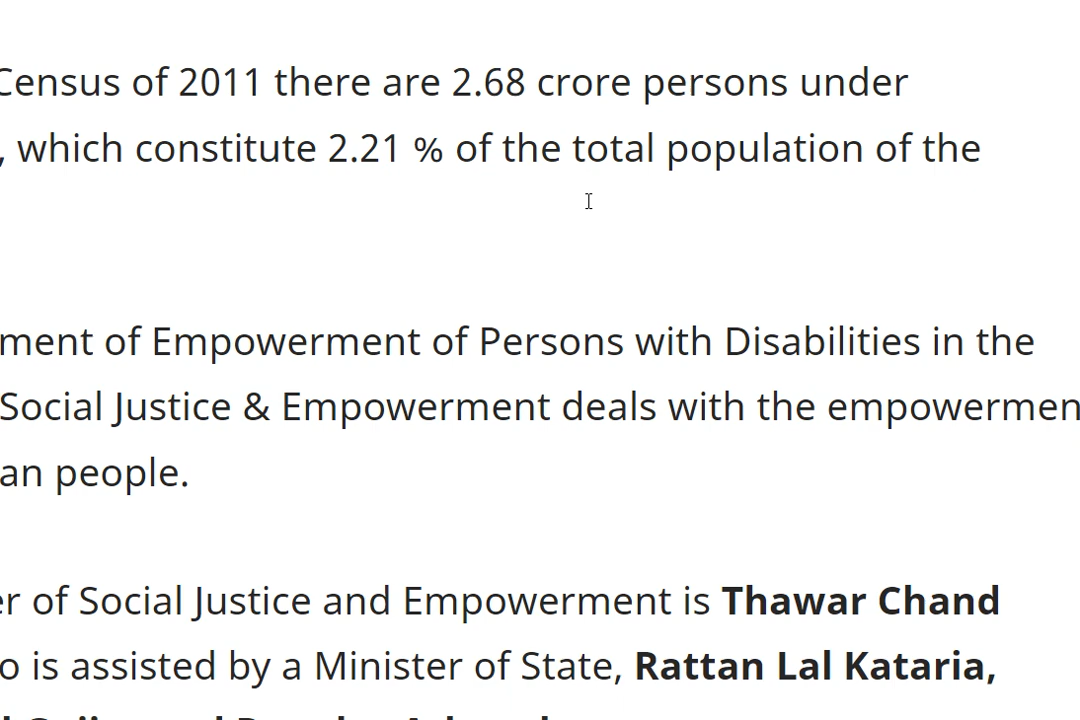 Census of 2011 there are 2.68 crore persons under
, which constitute 2.21 % of the total population of the
ment of Empowerment of Persons with Disabilities in the
Social Justice & Empowerment deals with the empowermen
an people.
er of Social Justice and Empowerment is Thawar Chand
o is assisted by a Minister of State, Rattan Lal Kataria,